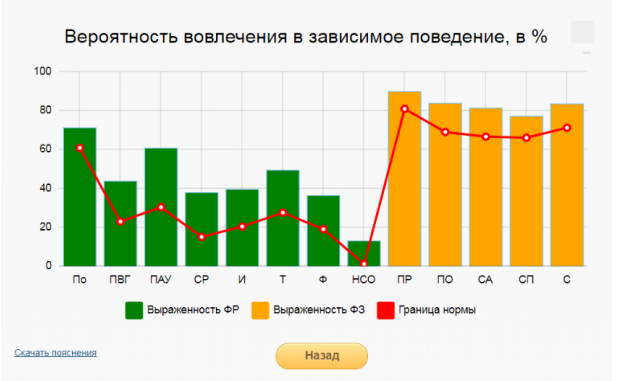 Вероятность вовлечения в зависимое поведение, в %
100
80
60
40
20
0
По ПВГ ПАУ СР И Т Ф НСО ПР ПО СА СП С
Выраженность ФР Выраженность ФЗ Граница нормы
Скачать пояснения
Назад